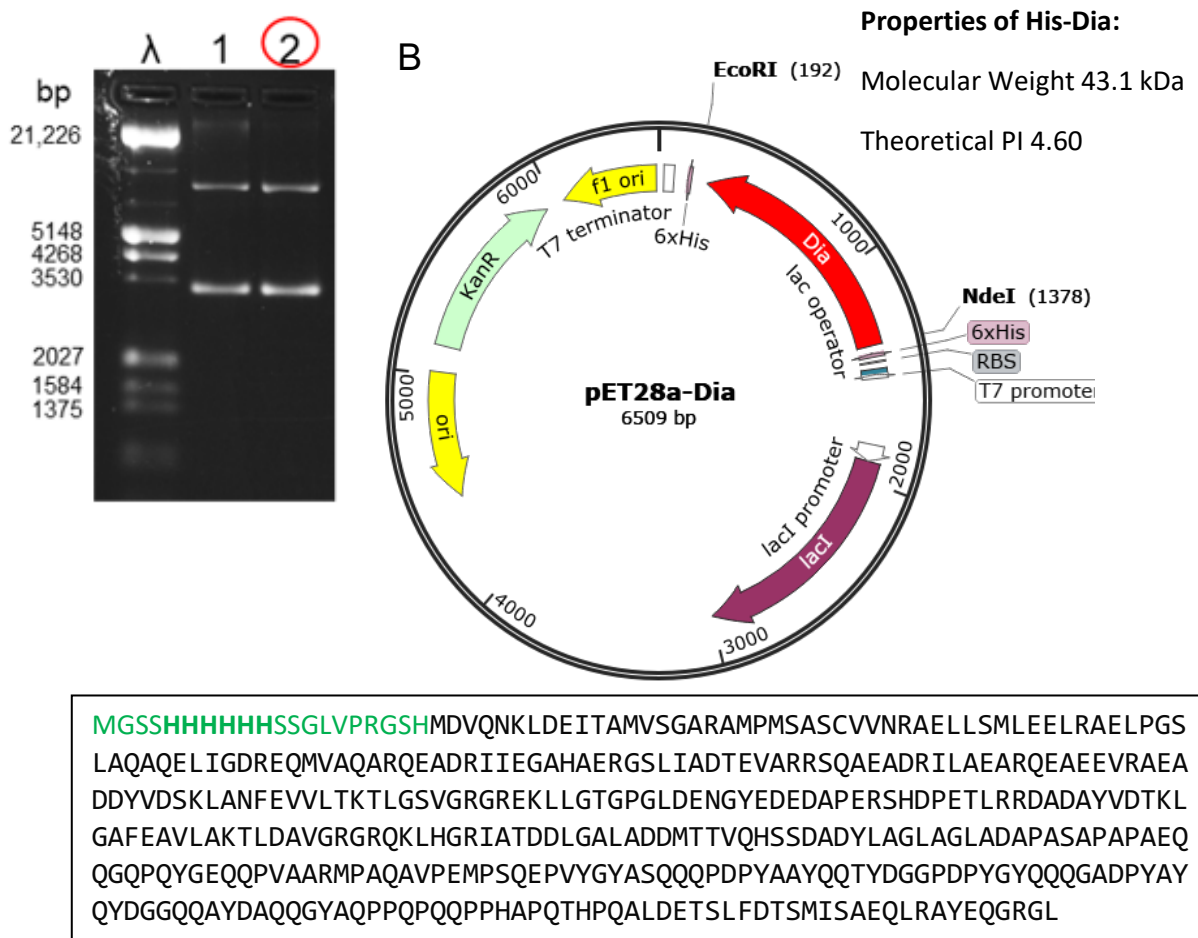 λ 1 2
bp
21,226
5148
4268
3530
2027
1584
1375
B
Properties of His-Dia:
Molecular Weight 43.1 kDa
Theoretical PI 4.60
EcoRI (192)
6000
f1 ori
T7 terminator
6xHis
KanR
Dia
1000
lac operator
NdeI (1378)
6xHis
RBS
T7 promote
5000
ori
pET28a-Dia
6509 bp
2000
lacI promoter
lacI
4000
3000
MGSSHHHHHHSSGLVPRGSHMDVQNKLDEITAMVSGARAMPMSASCVVNRAELLSMLEELRAELPGS
LAQAQELIGDREQMVAQARQEADRIIEGAHAERGSLIADTEVARRSQAEADRILAEARQEAEEVRAEA
DDYVDSKLANFEVVLTKTLGSVGRGREKLLGTGPGLDENGYEDEDAPERSHDPETLRRDADAYVDTKL
GAFEAVLAKTLDAVGRGRQKLHGRIATDDLGALADDMTTVQHSSDADYLAGLAGLADAPASAPAPAEQ
QGQPQYGEQQPVAARMPAQAVPEMPSQEPVYGYASQQQPDPYAAYQQTYDGGPDPYGYQQQGADPYAY
QYDGGQQAYDAQQGYAQPPQPQQPPHAPQTHPQALDETSLFDTSMISAEQLRAYEQGRGL